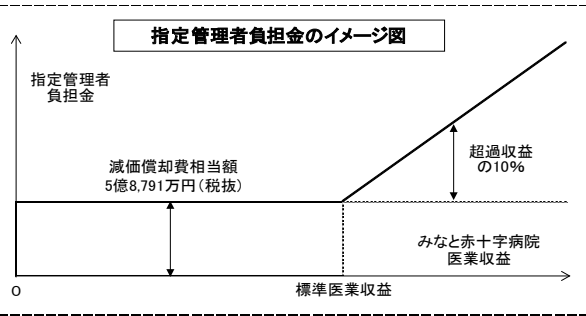 指定管理者負担金のイメージ図
指定管理者
負担金
減価償却費相当額
5億8,791万円(税抜)
超過収益
の10%
みなと赤十字病院
医業収益
0
標準医業収益